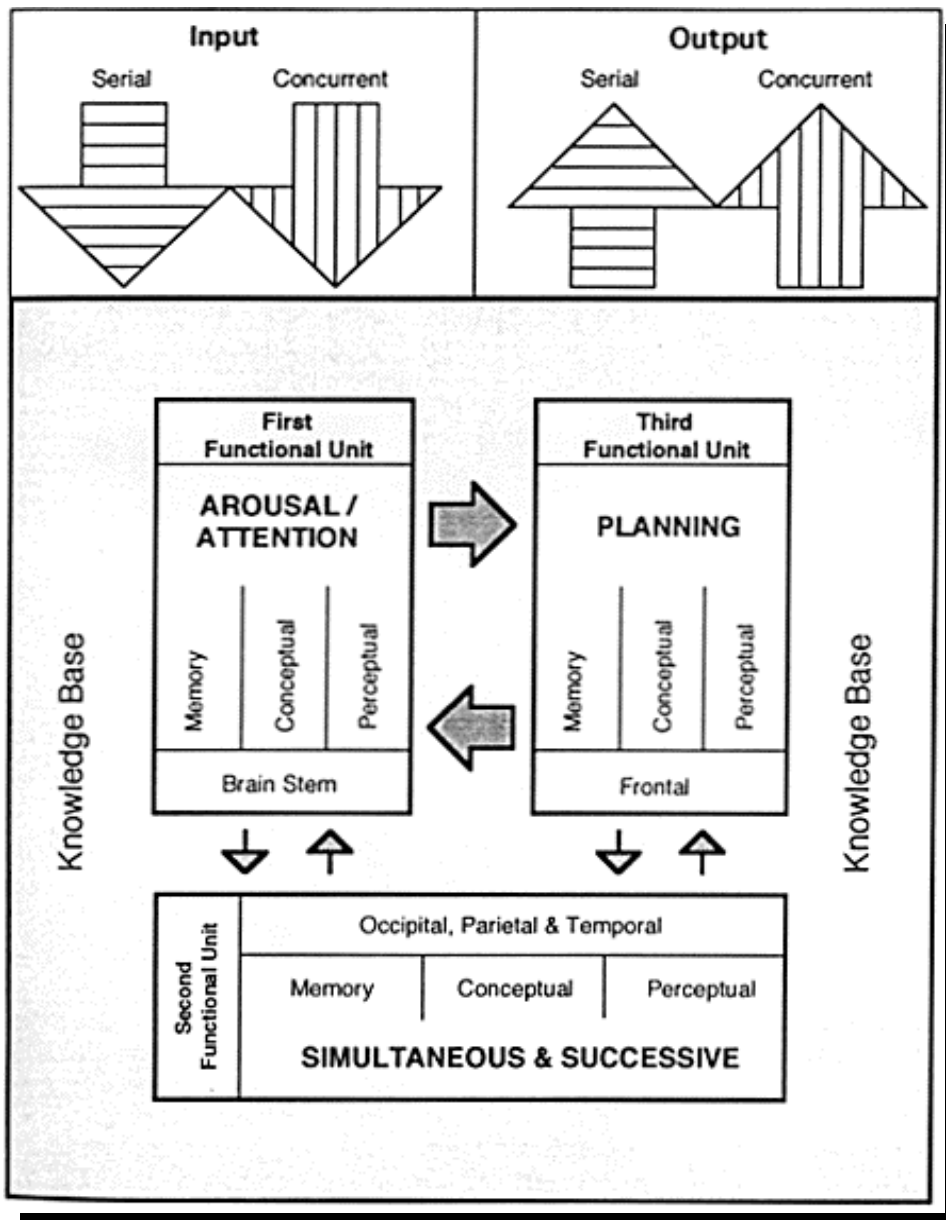 Input
Serial
Concurrent
Output
Serial
Concurrent
First
Functional Unit
AROUSAL /
ATTENTION
Memory
Conceptual
Perceptual
Brain Stem
Third
Functional Unit
PLANNING
Memory
Conceptual
Perceptual
Frontal
Knowledge Base
Knowledge Base
Second
Functional Unit
Occipital, Parietal & Temporal
Memory
Conceptual
Perceptual
SIMULTANEOUS & SUCCESSIVE